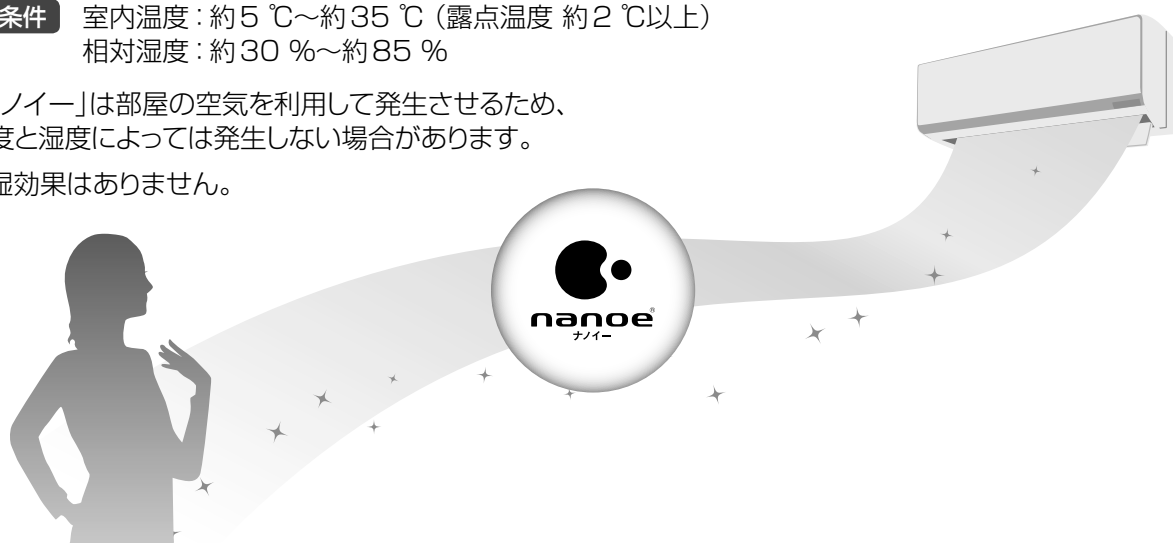 条件 室内温度:約5 ℃～約35 ℃(露点温度 約2 ℃以上)
相対湿度:約30 %～約85 %
ノイー」は部屋の空気を利用して発生させるため、
度と湿度によっては発生しない場合があります。
湿効果はありません。
nanoe®
ナノイー